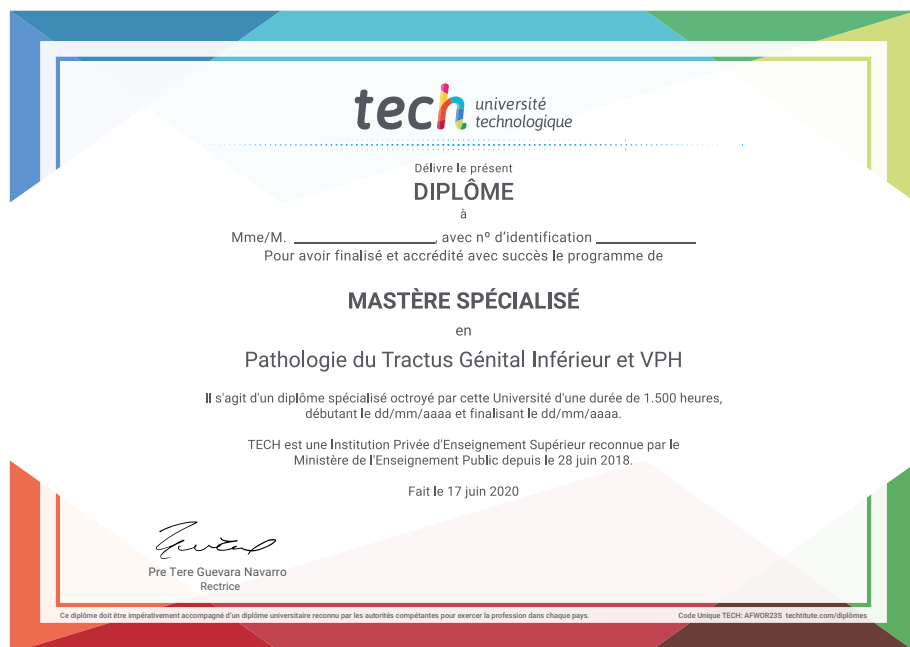 tech université
technologique
Délivre le présent
DIPLÔME
à
Mme/M. ____________, avec nº d'identification ____________
Pour avoir finalisé et accrédité avec succès le programme de
MASTÈRE SPÉCIALISÉ
en
Pathologie du Tractus Génital Inférieur et VPH
Il s'agit d'un diplôme spécialisé octroyé par cette Université d'une durée de 1.500 heures,
débutant le dd/mm/aaaa et finalisant le dd/mm/aaaa.
TECH est une Institution Privée d'Enseignement Supérieur reconnue par le
Ministère de l'Enseignement Public depuis le 28 juin 2018.
Fait le 17 juin 2020
Pre Tere Guevara Navarro
Rectrice
Ce diplôme doit être impérativement accompagné d'un diplôme universitaire reconnu par les autorités compétantes pour exercer la profession dans chaque pays.
Code Unique TECH: AFWOR23S techtitute.com/diplômes